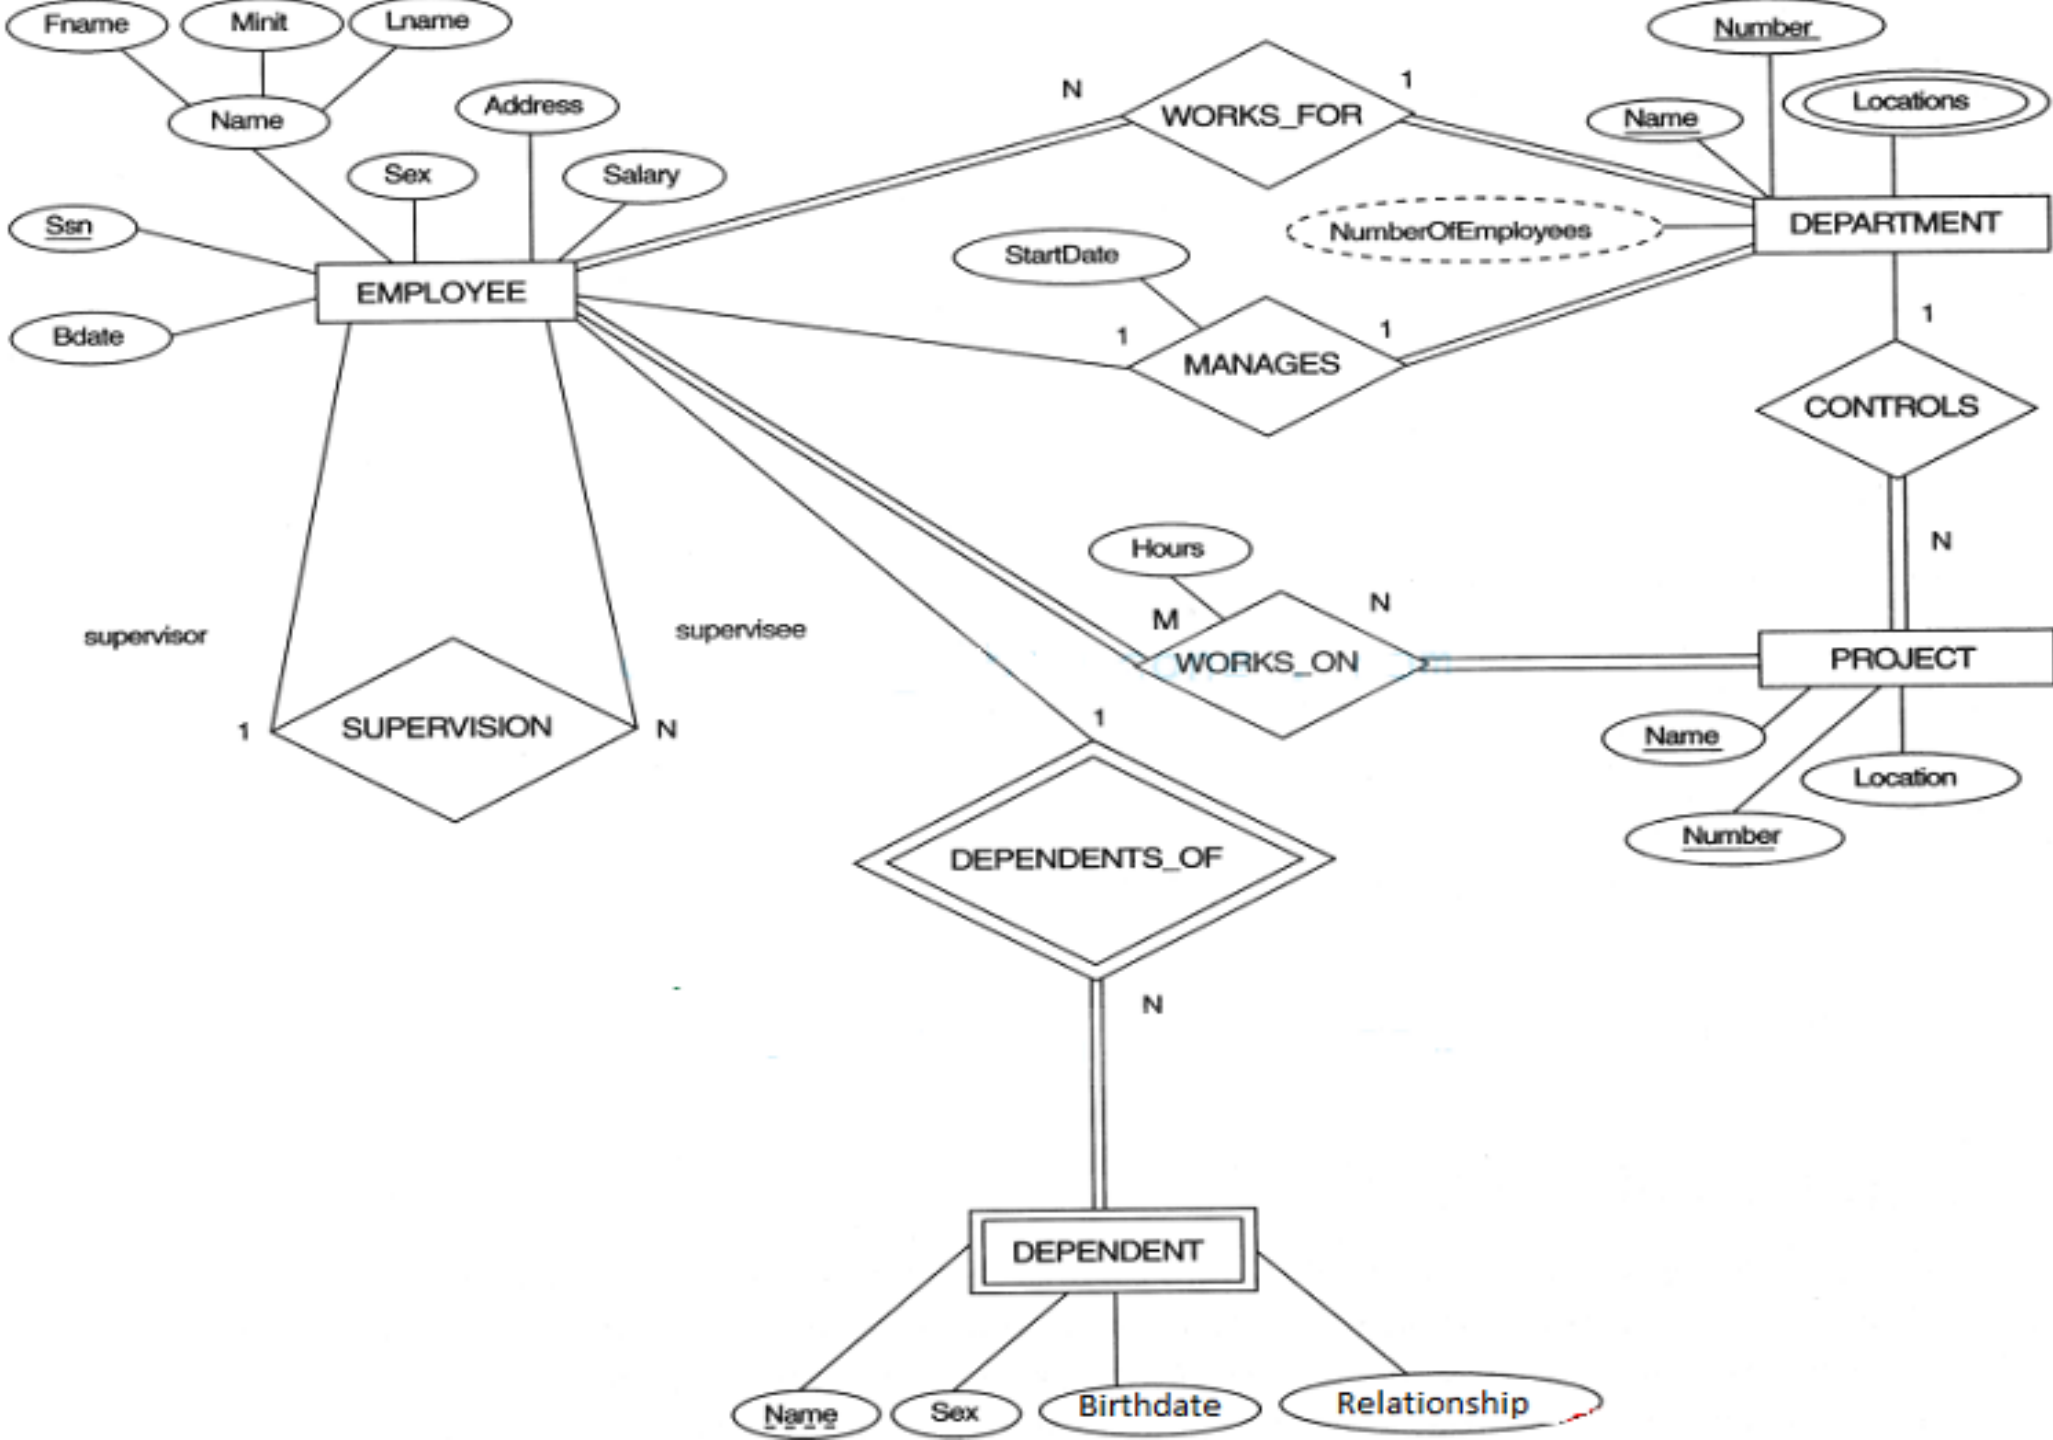 Fname
Minit
Lname
Number
Name
Address
N
1
WORKS_FOR
Name
Locations
Sex
Salary
Ssn
NumberOfEmployees
DEPARTMENT
StartDate
EMPLOYEE
Bdate
1
1
1
MANAGES
CONTROLS
Hours
N
M
N
supervisor
supervisee
WORKS_ON
PROJECT
1
SUPERVISION
N
1
Name
Location
Number
DEPENDENTS_OF
N
DEPENDENT
Name
Sex
Birthdate
Relationship